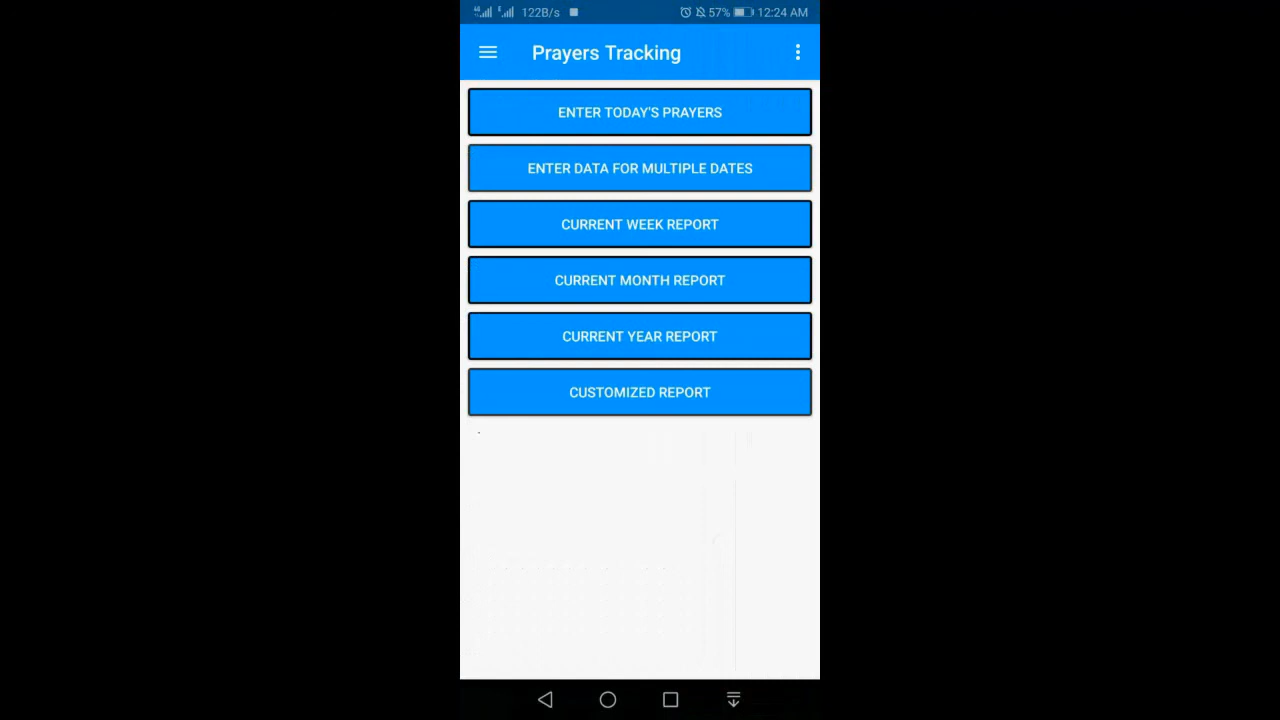 122B/s 57% 12:24 AM
Prayers Tracking
ENTER TODAY'S PRAYERS
ENTER DATA FOR MULTIPLE DATES
CURRENT WEEK REPORT
CURRENT MONTH REPORT
CURRENT YEAR REPORT
CUSTOMIZED REPORT